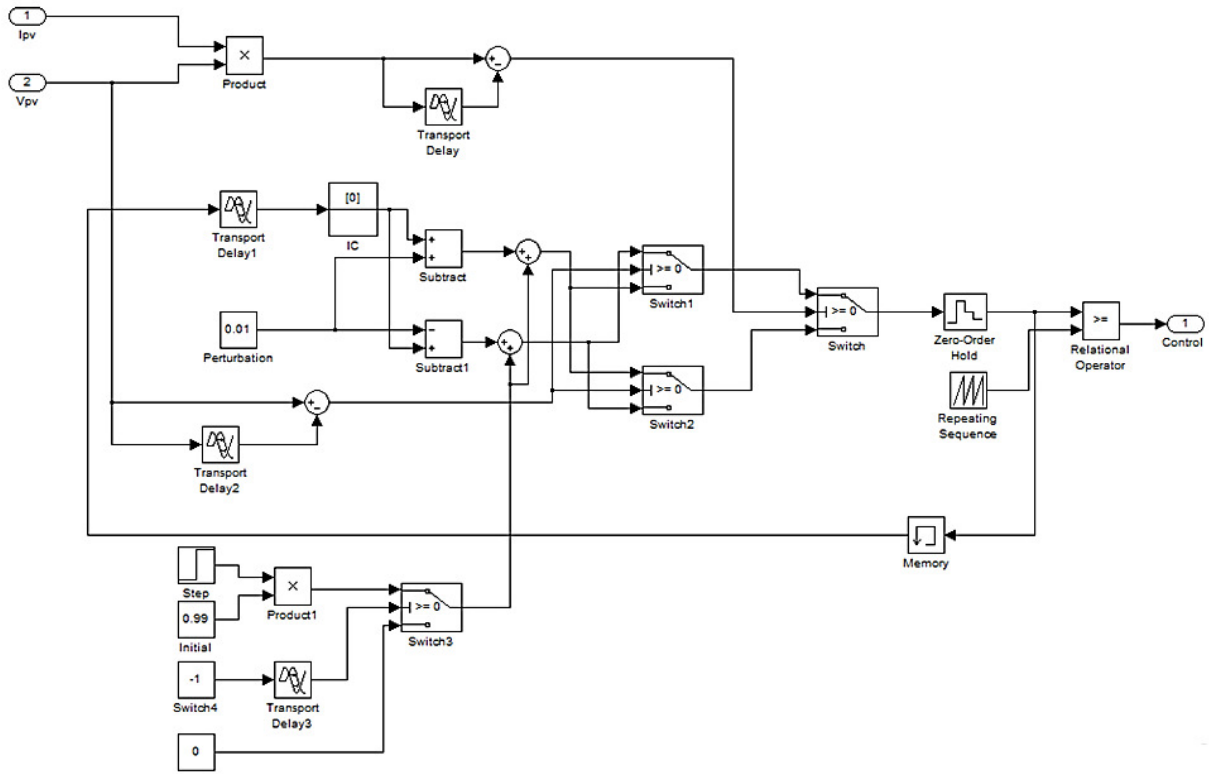 1
Ipv
2
Vpv
×
Product
+
−
Transport
Delay
Transport
Delay1
[0]
IC
+
+
Subtract
+
+
0.01
Perturbation
−
+
Subtract1
+
+
>= 0
Switch1
>= 0
Switch2
>= 0
Switch
Zero-Order
Hold
>=
Relational
Operator
1
Control
Repeating
Sequence
+
−
Transport
Delay2
Memory
Step
×
Product1
0.99
Initial
>= 0
Switch3
-1
Switch4
Transport
Delay3
0